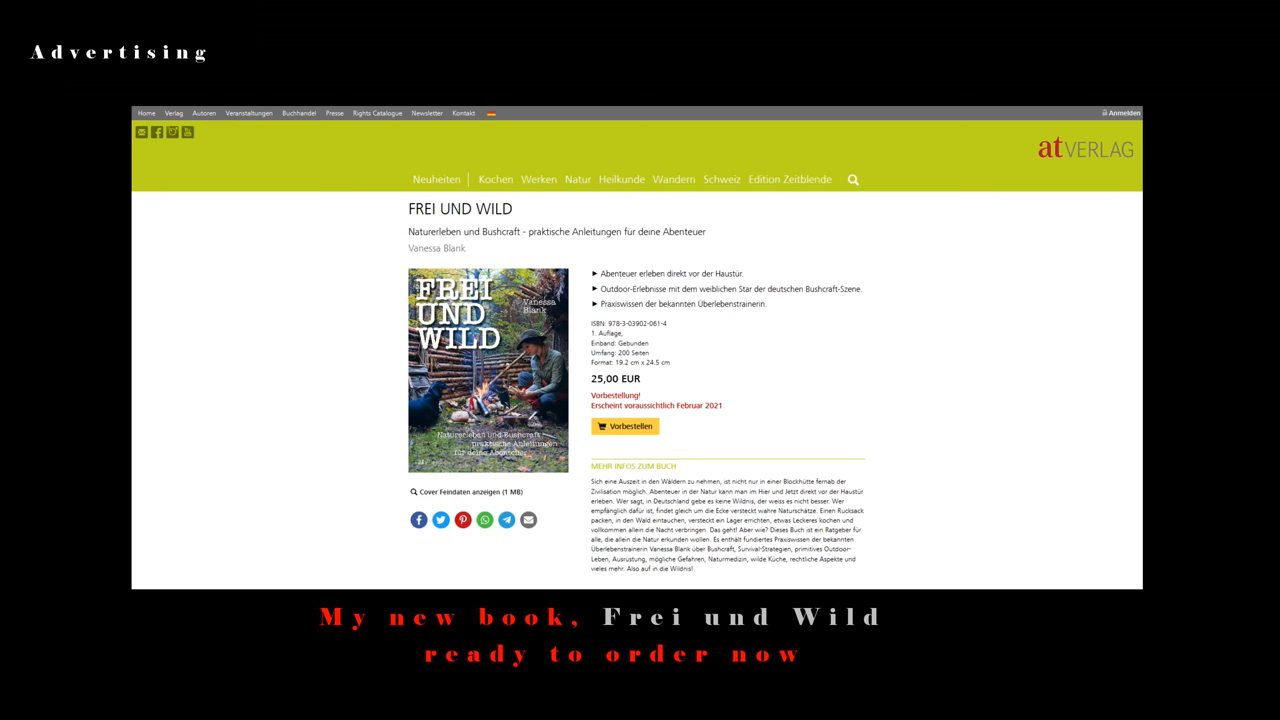 Advertising
Home Verlag Autoren Veranstaltungen Buchhandel Presse Rights Catalogue Newsletter Kontakt
Anmelden
at VERLAG
Neuheiten Kochen Werken Natur Heilkunde Wandern Schweiz Edition Zeitblende
FREI UND WILD
Naturerleben und Bushcraft - praktische Anleitungen für deine Abenteuer
Vanessa Blank
FREI
UND
WILD
Vanessa
Blank
Naturerleben und Bushcraft –
praktische Anleitungen
für deine Abenteuer
► Abenteuer erleben direkt vor der Haustür.
► Outdoor-Erlebnisse mit dem weiblichen Star der deutschen Bushcraft-Szene.
► Praxiswissen der bekannten Überlebenstrainerin.
ISBN: 978-3-03902-061-4
1. Auflage,
Einband: Gebunden
Umfang: 200 Seiten
Format: 19.2 cm x 24.5 cm
25,00 EUR
Vorbestellung!
Erscheint voraussichtlich Februar 2021
Vorbestellen
MEHR INFOS ZUM BUCH
Sich eine Auszeit in den Wäldern zu nehmen, ist nicht nur in einer Blockhütte fernab der
Zivilisation möglich. Abenteuer in der Natur kann man im Hier und Jetzt direkt vor der Haustür
erleben. Wer sagt, in Deutschland gebe es keine Wildnis, der weiss es nicht besser. Wer
empfänglich dafür ist, findet gleich um die Ecke versteckt wahre Naturschätze. Einen Rucksack
packen, in den Wald eintauchen, versteckt ein Lager errichten, etwas Leckeres kochen und
vollkommen allein die Nacht verbringen. Das geht! Aber wie? Dieses Buch ist ein Ratgeber für
alle, die allein die Natur erkunden wollen. Es enthält fundiertes Praxiswissen der bekannten
Überlebenstrainerin Vanessa Blank über Bushcraft, Survival-Strategien, primitives Outdoor-
Leben, Ausrüstung, mögliche Gefahren, Naturmedizin, wilde Küche, rechtliche Aspekte und
vieles mehr. Also auf in die Wildnis!
Cover Feindaten anzeigen (1 MB)
My new book, Frei und Wild
ready to order now